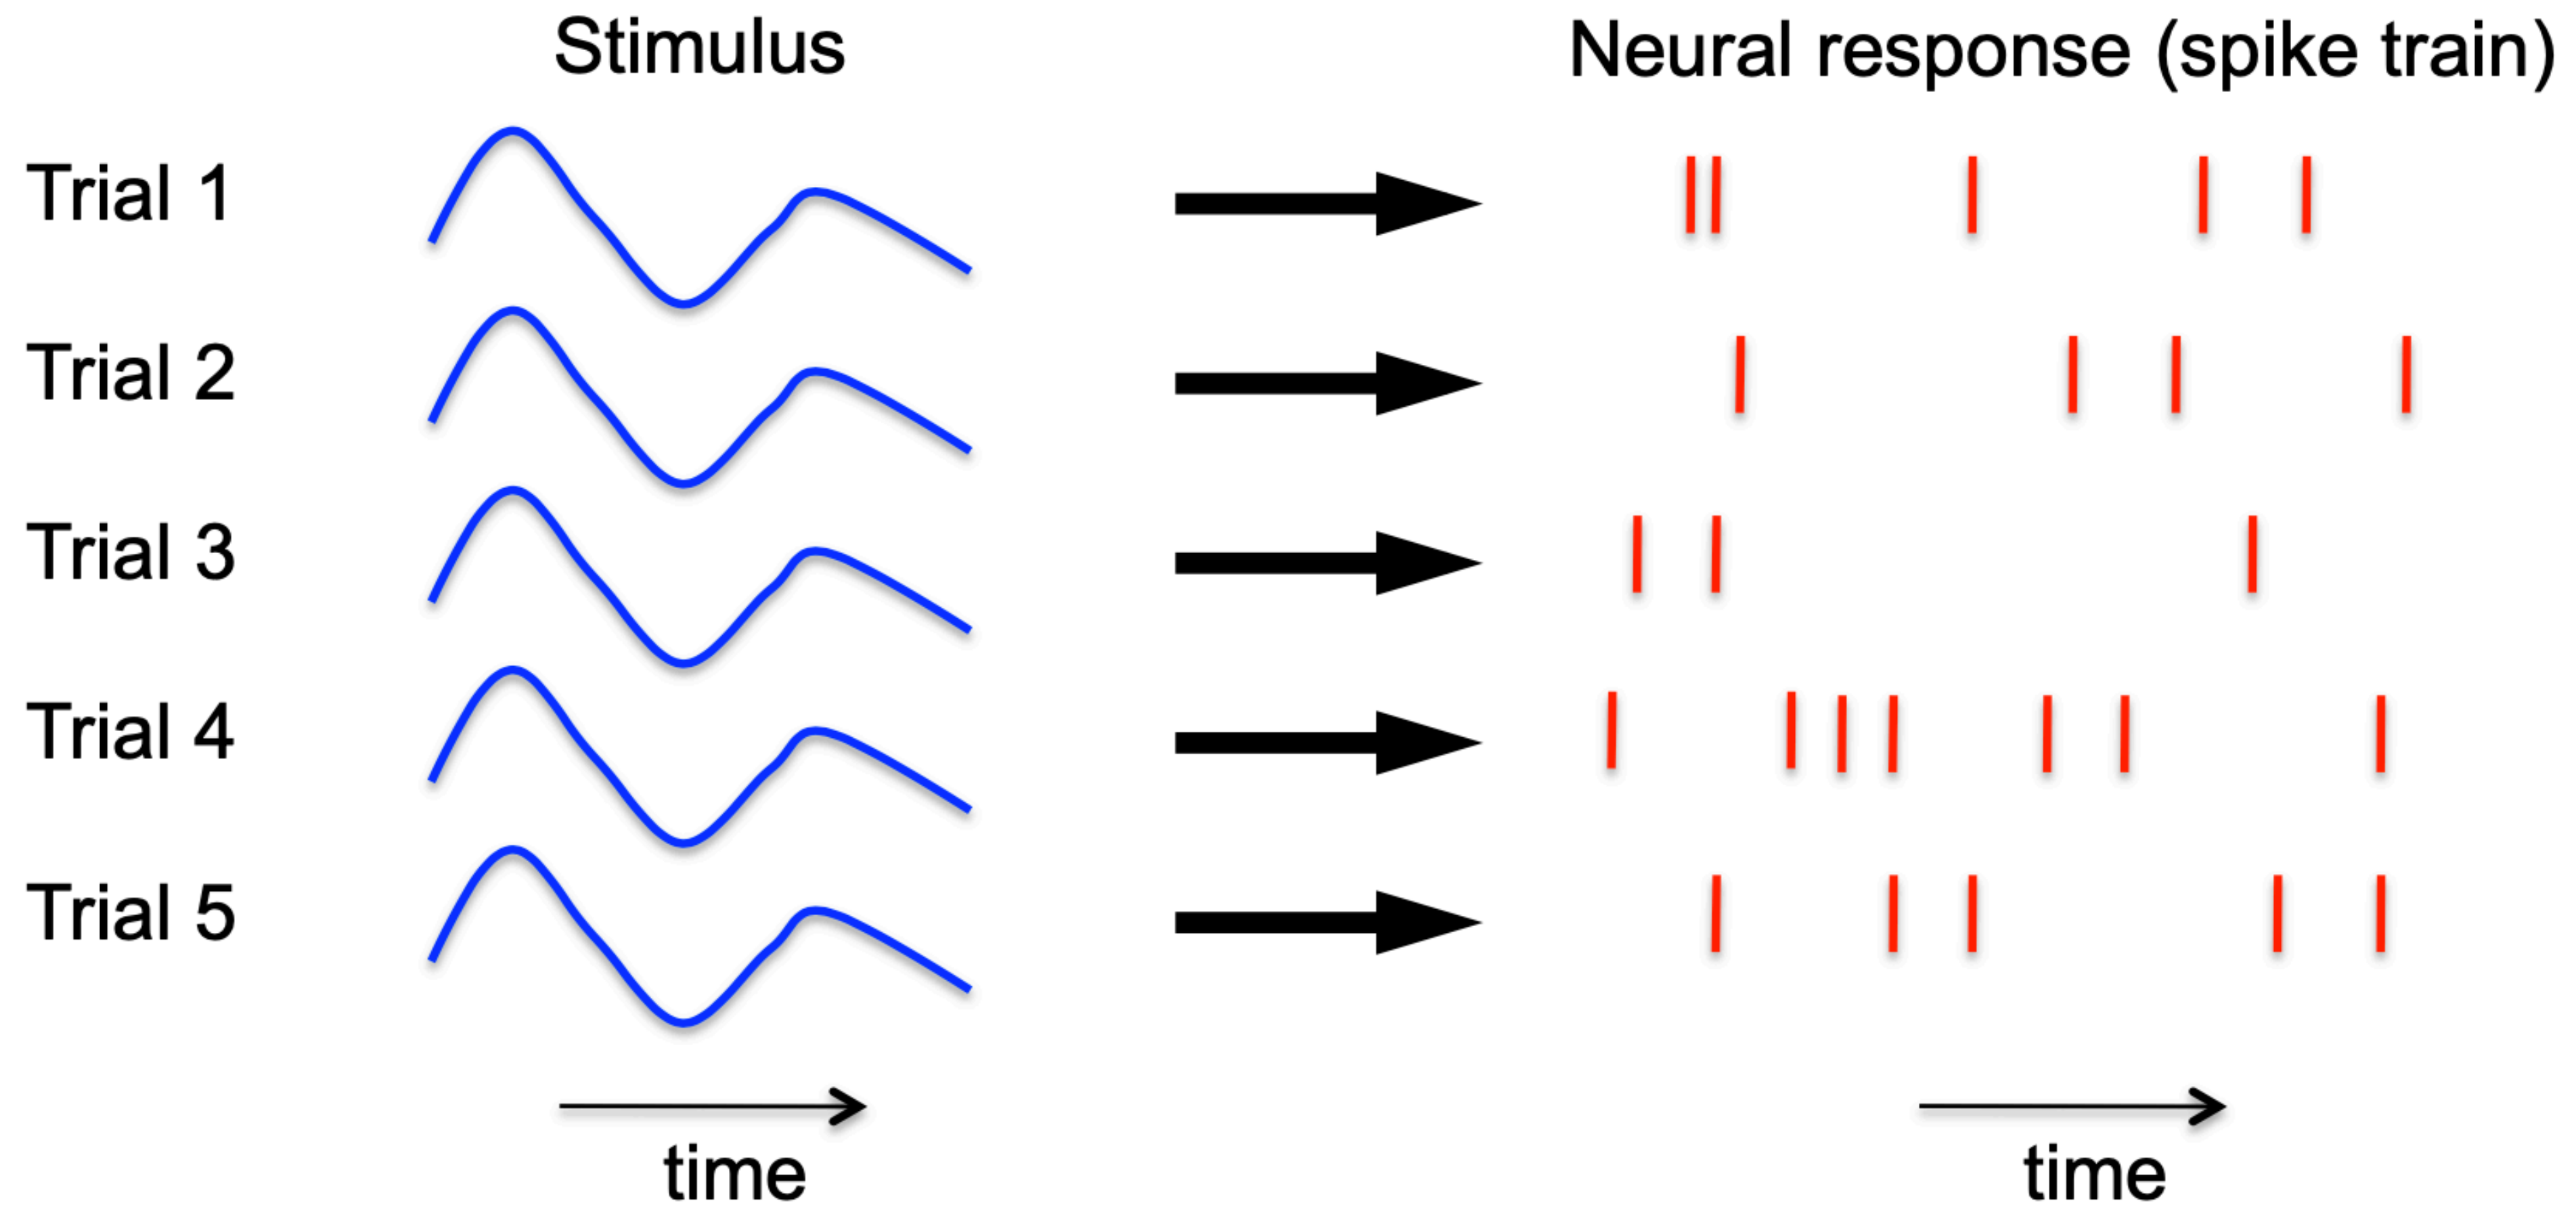 Stimulus
Neural response (spike train)
Trial 1
Trial 2
Trial 3
Trial 4
Trial 5
time
time